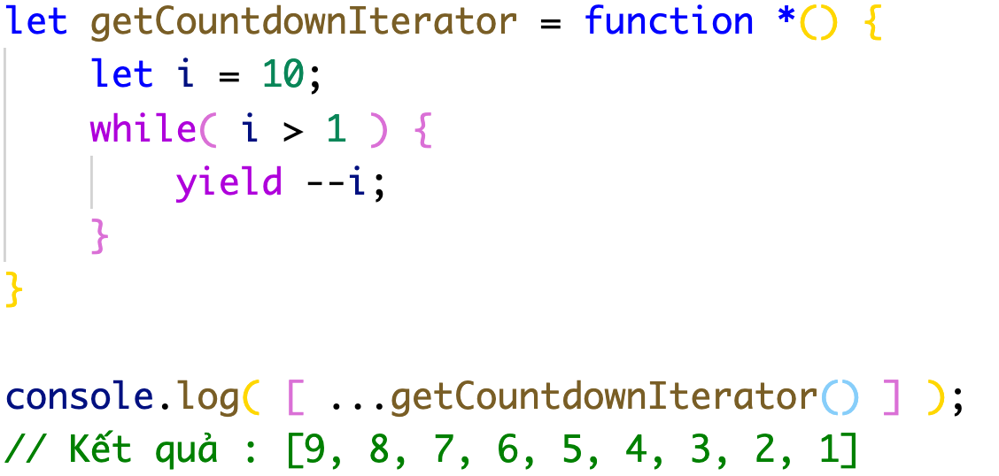 let getCountdownIterator = function *() {
    let i = 10;
    while( i > 1 ) {
        yield --i;
    }
}
console.log( [ ...getCountdownIterator() ] );
// Kết quả : [9, 8, 7, 6, 5, 4, 3, 2, 1]